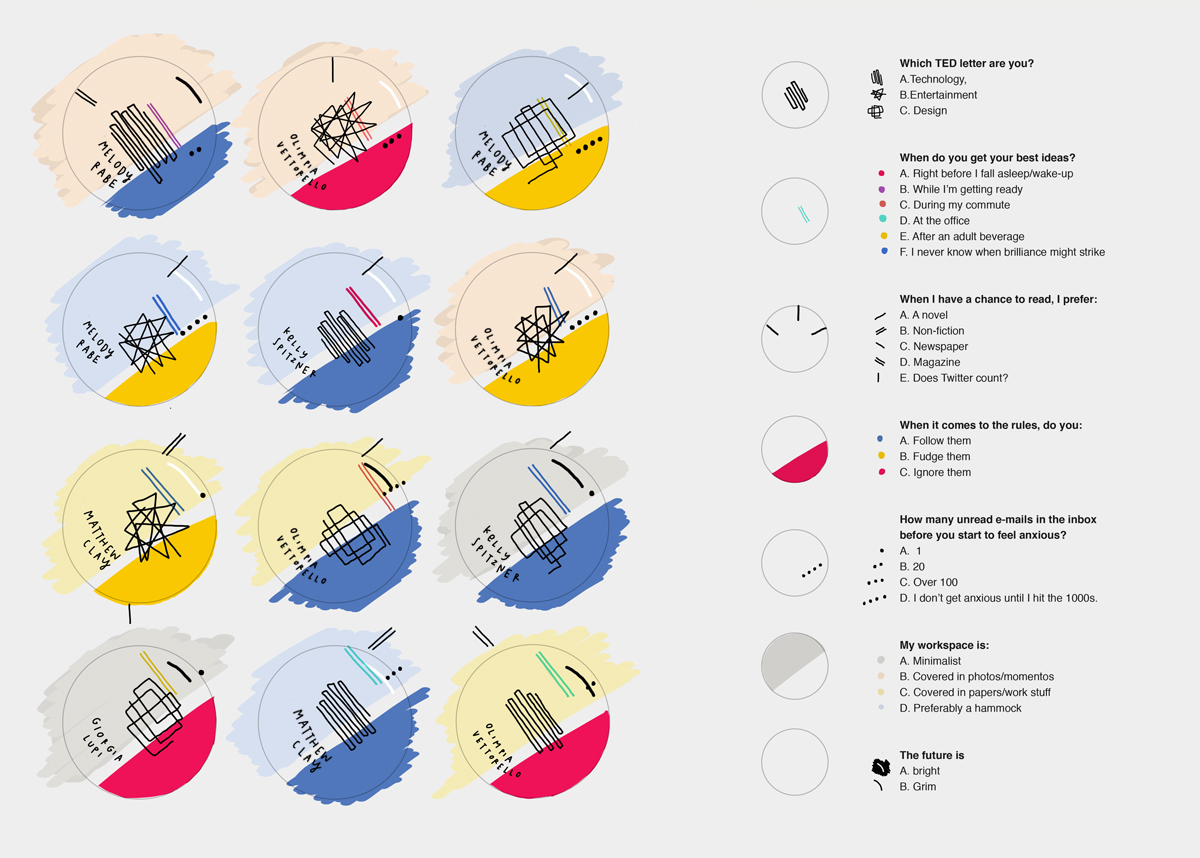 MELODY
RABE
OLIMPIA
VETTORELLO
MELODY
RABE
MELODY
RABE
KELLY
SPITZNER
OLIMPIA
VETTORELLO
MATTHEW
CLAY
OLIMPIA
VETTORELLO
KELLY
SPITZNER
GIORGIA
LUPI
MATTHEW
CLAY
OLIMPIA
VETTORELLO
Which TED letter are you?
A.Technology,
B.Entertainment
C. Design
When do you get your best ideas?
A. Right before I fall asleep/wake-up
B. While I'm getting ready
C. During my commute
D. At the office
E. After an adult beverage
F. I never know when brilliance might strike
When I have a chance to read, I prefer:
A. A novel
B. Non-fiction
C. Newspaper
D. Magazine
E. Does Twitter count?
When it comes to the rules, do you:
A. Follow them
B. Fudge them
C. Ignore them
How many unread e-mails in the inbox
before you start to feel anxious?
A. 1
B. 20
C. Over 100
D. I don't get anxious until I hit the 1000s.
My workspace is:
A. Minimalist
B. Covered in photos/momentos
C. Covered in papers/work stuff
D. Preferably a hammock
The future is
A. bright
B. Grim